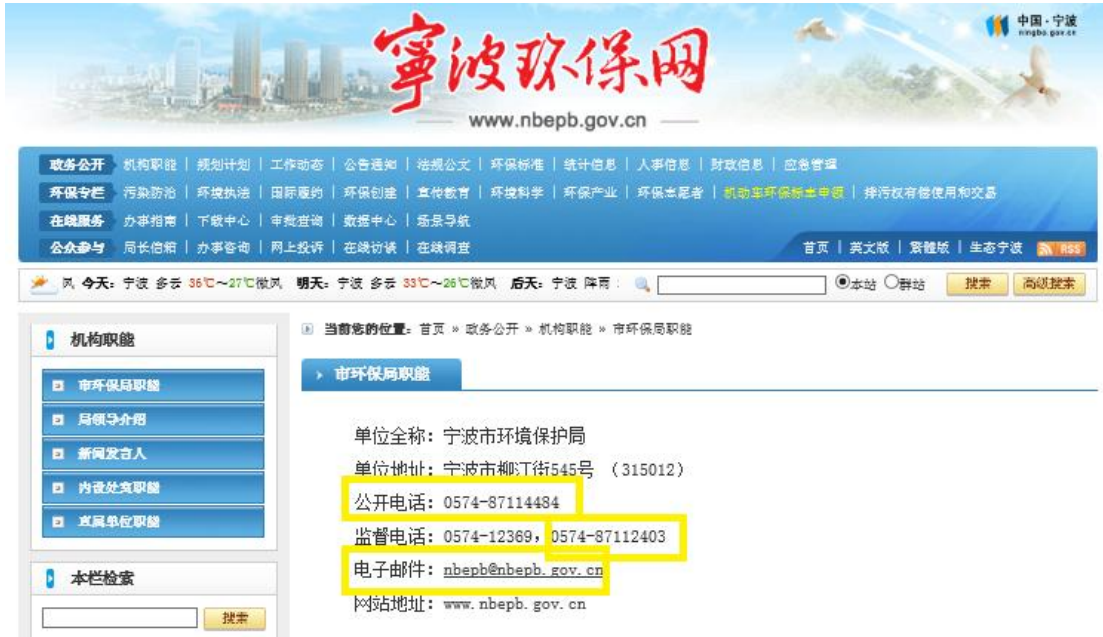 寧波环保网
www.nbepb.gov.cn
中国·宁波
ningbo.gov.cn
政务公开 机构职能 | 规划计划 | 工作动态 | 公告通知 | 法规公文 | 环保标准 | 统计信息 | 人事信息 | 财政信息 | 应急管理
环保专栏 污染防治 | 环境执法 | 国际履约 | 环保创建 | 宣传教育 | 环境科学 | 环保产业 | 环保志愿者 | 机动车环保标志申领 | 排污权有偿使用和交易
在线服务 办事指南 | 下载中心 | 审批查询 | 数据中心 | 场景导航
公众参与 局长信箱 | 办事咨询 | 网上投诉 | 在线访谈 | 在线调查
首页 | 英文版 | 繁體版 | 生态宁波 RSS
风 今天：宁波 多云 36℃～27℃微风 明天：宁波 多云 33℃～26℃微风 后天：宁波 阵雨 本站 群站 搜索 高级搜索
机构职能
市环保局职能
局领导介绍
新闻发言人
内设处室职能
直属单位职能
本栏检索
搜索
当前您的位置：首页 » 政务公开 » 机构职能 » 市环保局职能
市环保局职能
单位全称：宁波市环境保护局
单位地址：宁波市柳汀街545号 （315012）
公开电话：0574-87114484
监督电话：0574-12369，0574-87112403
电子邮件：nbepb@nbepb.gov.cn
网站地址：www.nbepb.gov.cn